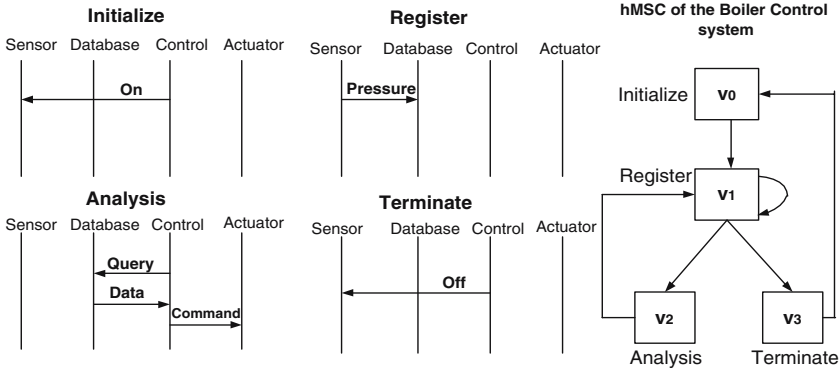 Initialize
Sensor Database Control Actuator
On
Register
Sensor Database Control Actuator
Pressure
Analysis
Sensor Database Control Actuator
Query
Data
Command
Terminate
Sensor Database Control Actuator
Off
hMSC of the Boiler Control
system
Initialize V0
Register
V1
V2 V3
Analysis Terminate